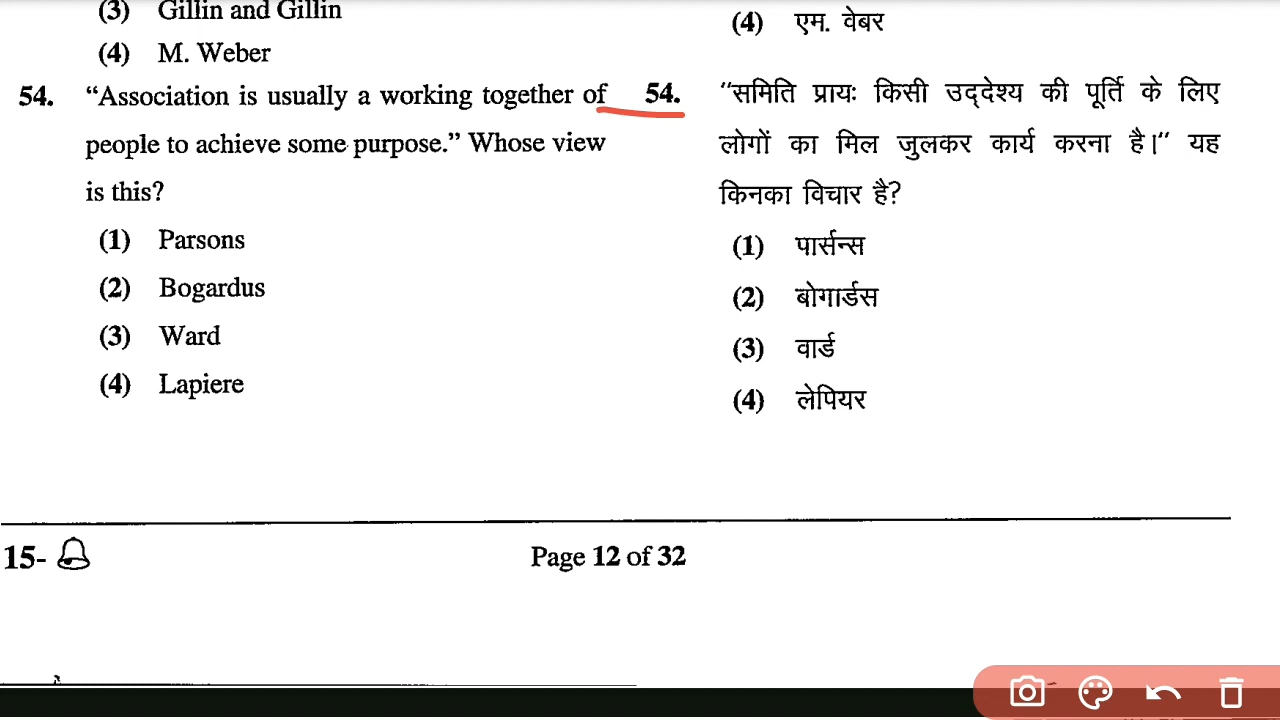 (3) Gillin and Gillin
(4) M. Weber
54. “Association is usually a working together of
people to achieve some purpose.” Whose view
is this?
(1) Parsons
(2) Bogardus
(3) Ward
(4) Lapiere
(4) एम. वेबर
54. “समिति प्रायः किसी उद्देश्य की पूर्ति के लिए
लोगों का मिल जुलकर कार्य करना है।” यह
किनका विचार है?
(1) पार्सन्स
(2) बोगार्डस
(3) वार्ड
(4) लेपियर
15-
Page 12 of 32